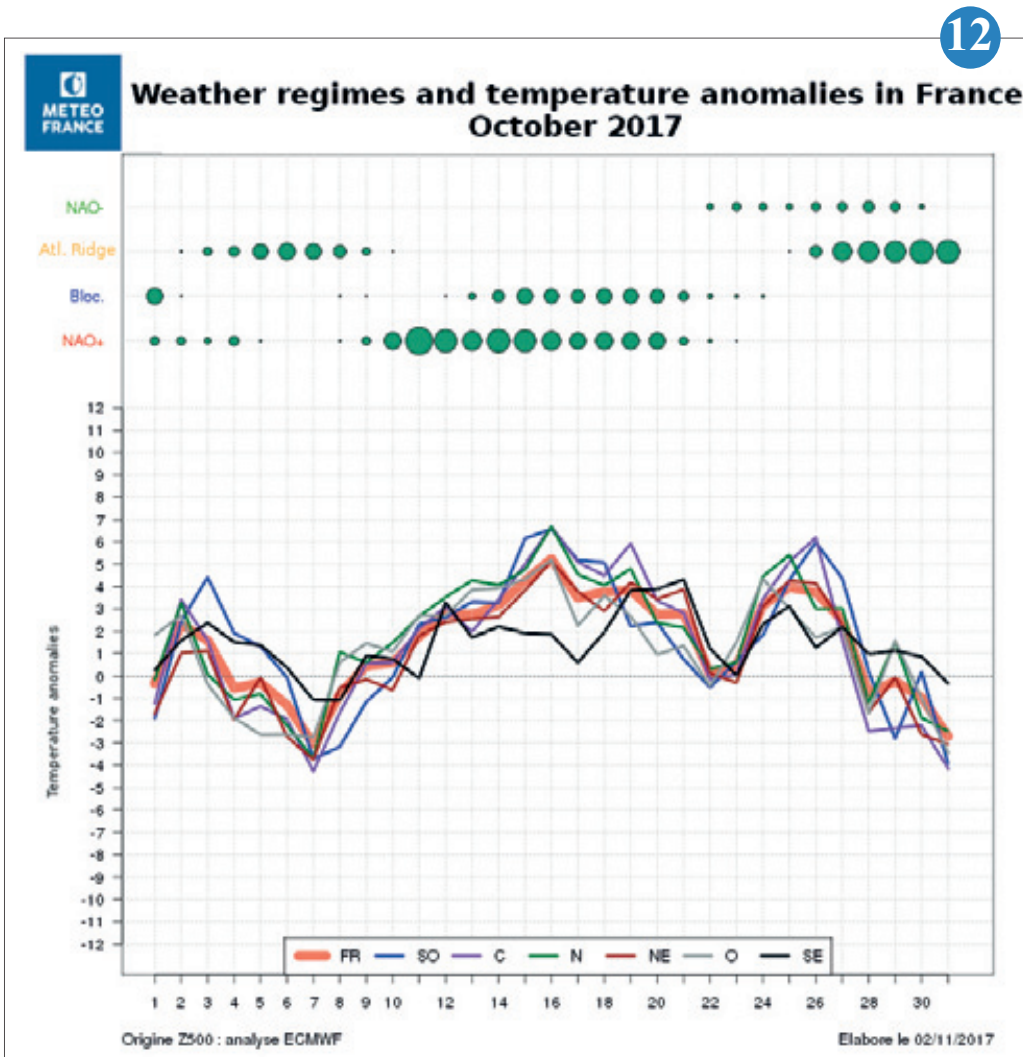 12
METEO
FRANCE
Weather regimes and temperature anomalies in France
October 2017
NAO-
Atl. Ridge
Bloc.
NAO+
Temperature anomalies
12
11
10
9
8
7
6
5
4
3
2
1
0
-1
-2
-3
-4
-5
-6
-7
-8
-9
-10
-11
-12
FR SO C N NE O SE
1 2 3 4 5 6 7 8 9 10 12 14 16 18 20 22 24 26 28 30
Origine Z500 : analyse ECMWF
Elabore le 02/11/2017